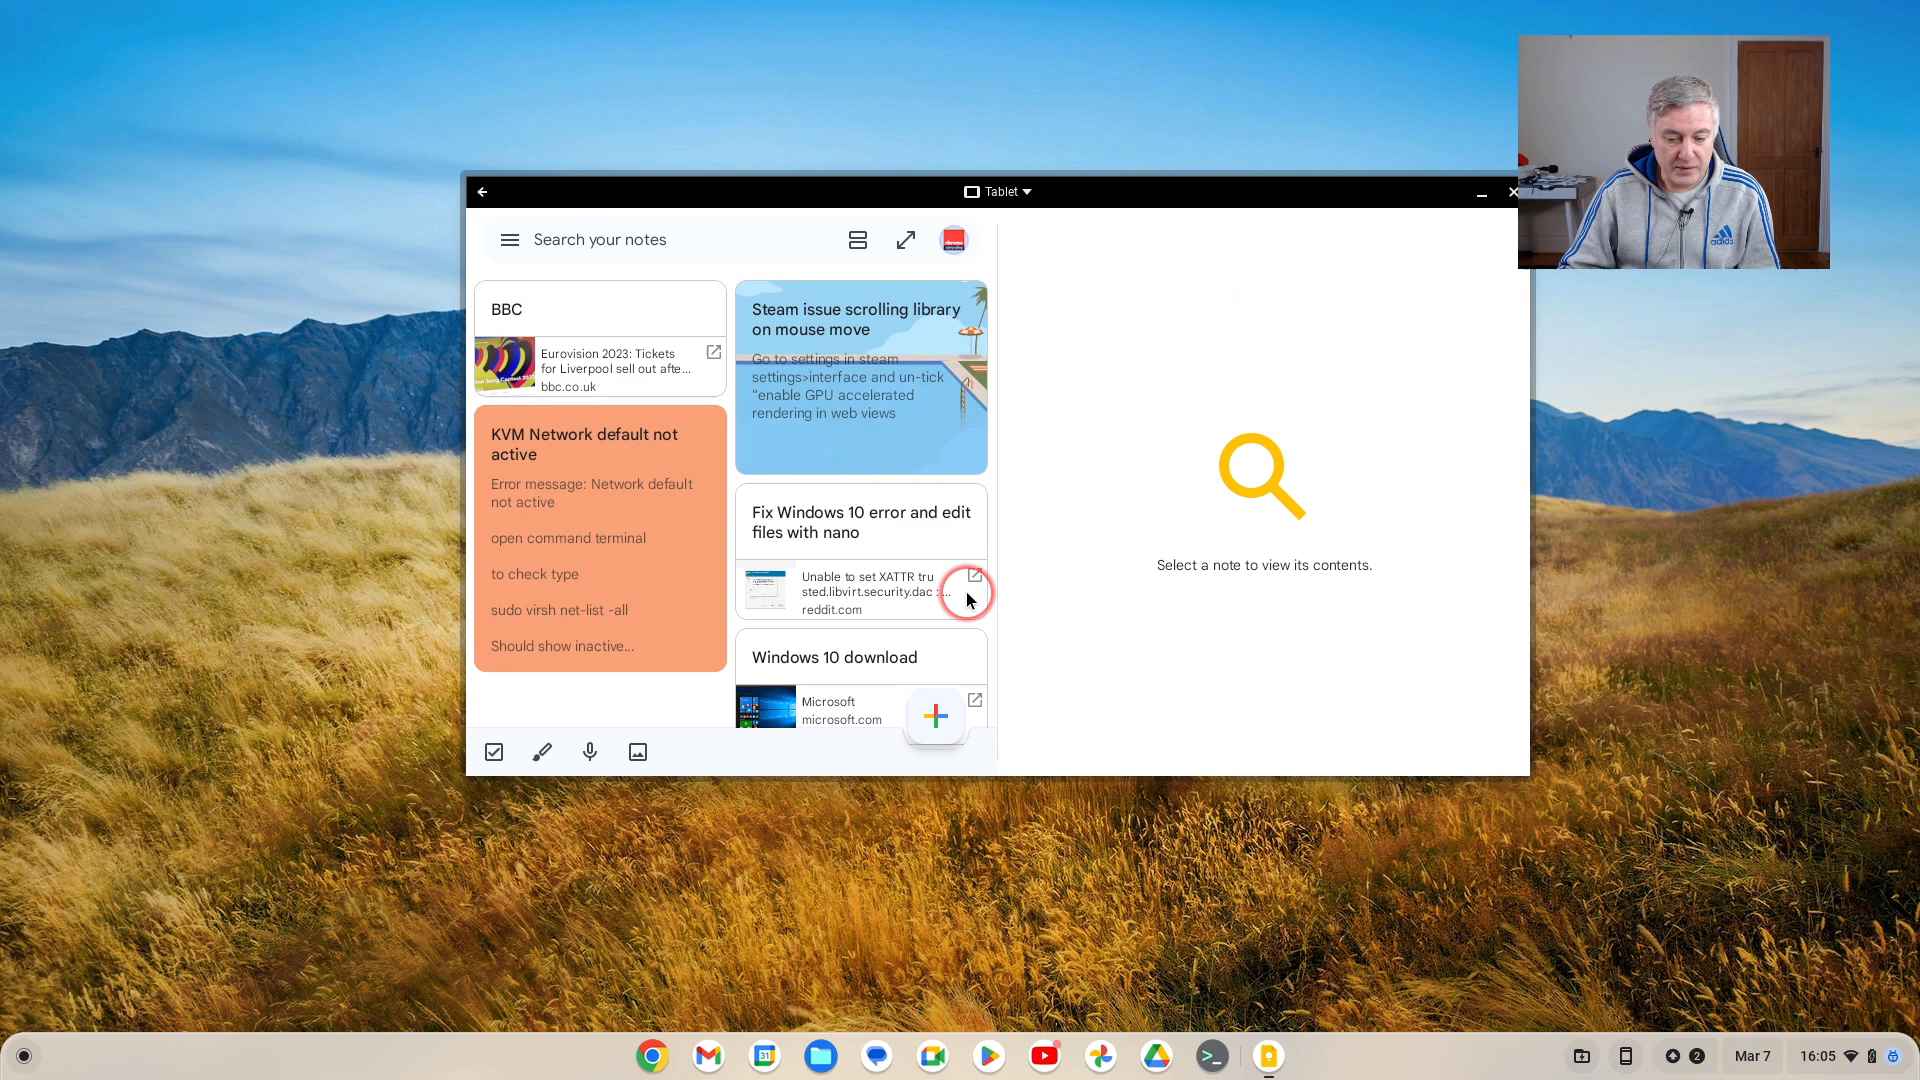 Tablet
Search your notes
BBC
Eurovision 2023: Tickets
for Liverpool sell out afte...
bbc.co.uk
KVM Network default not
active
Error message: Network default
not active
open command terminal
to check type
sudo virsh net-list -all
Should show inactive...
Steam issue scrolling library
on mouse move
Go to settings in steam
settings>interface and un-tick
"enable GPU accelerated
rendering in web views
Fix Windows 10 error and edit
files with nano
Unable to set XATTR tru
sted.libvirt.security.dac :...
reddit.com
Windows 10 download
Microsoft
microsoft.com
Select a note to view its contents.
adidas
31
2
Mar 7
16:05